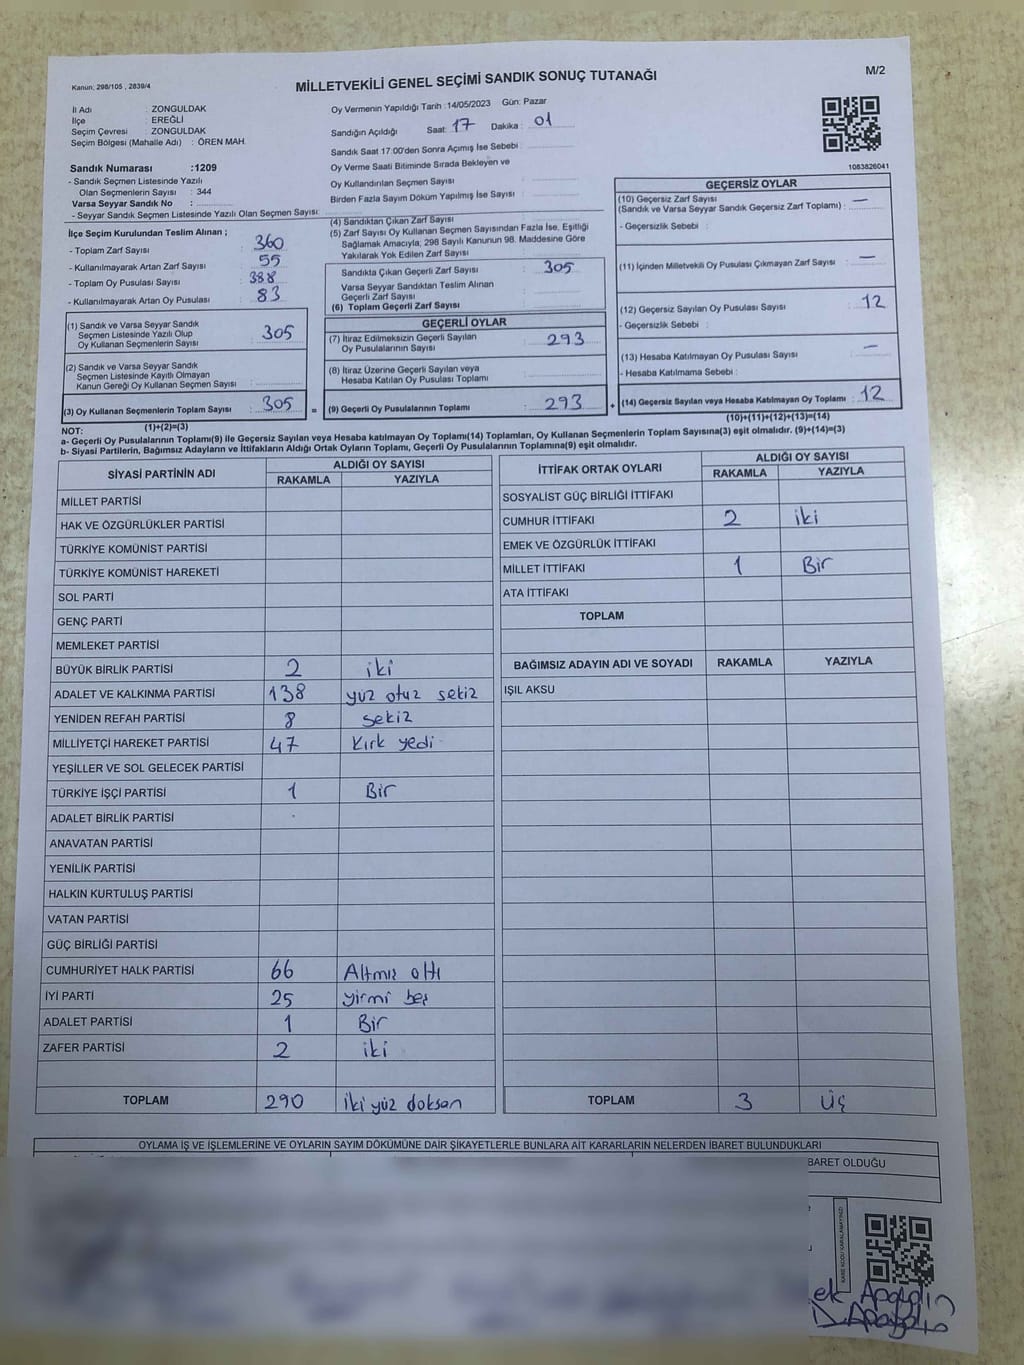 Kanun; 298/105 , 2839/4
MİLLETVEKİLİ GENEL SEÇİMİ SANDIK SONUÇ TUTANAĞI
M/2
İl Adı : ZONGULDAK
İlçe : EREĞLİ
Seçim Çevresi : ZONGULDAK
Seçim Bölgesi (Mahalle Adı) : ÖREN MAH.
Oy Vermenin Yapıldığı Tarih :14/05/2023 Gün: Pazar
Sandığın Açıldığı Saat: 17 Dakika : 01
Sandık Saat 17:00'den Sonra Açılmış İse Sebebi :
Oy Verme Saati Bitiminde Sırada Bekleyen ve
Oy Kullandırılan Seçmen Sayısı :
Birden Fazla Sayım Döküm Yapılmış İse Sayısı :
1083826041
Sandık Numarası :1209
- Sandık Seçmen Listesinde Yazılı
Olan Seçmenlerin Sayısı : 344
Varsa Seyyar Sandık No :
- Seyyar Sandık Seçmen Listesinde Yazılı Olan Seçmen Sayısı:
İlçe Seçim Kurulundan Teslim Alınan ;
- Toplam Zarf Sayısı : 360
- Kullanılmayarak Artan Zarf Sayısı : 55
- Toplam Oy Pusulası Sayısı : 388
- Kullanılmayarak Artan Oy Pusulası : 83
(1) Sandık ve Varsa Seyyar Sandık
Seçmen Listesinde Yazılı Olup
Oy Kullanan Seçmenlerin Sayısı : 305
(2) Sandık ve Varsa Seyyar Sandık
Seçmen Listesinde Kayıtlı Olmayan
Kanun Gereği Oy Kullanan Seçmen Sayısı :
(3) Oy Kullanan Seçmenlerin Toplam Sayısı : 305
(1)+(2)=(3)
(4) Sandıktan Çıkan Zarf Sayısı
(5) Zarf Sayısı Oy Kullanan Seçmen Sayısından Fazla İse, Eşitliği
Sağlamak Amacıyla, 298 Sayılı Kanunun 98. Maddesine Göre
Yakılarak Yok Edilen Zarf Sayısı :
Sandıkta Çıkan Geçerli Zarf Sayısı : 305
Varsa Seyyar Sandıktan Teslim Alınan
Geçerli Zarf Sayısı :
(6) Toplam Geçerli Zarf Sayısı :
GEÇERLİ OYLAR
(7) İtiraz Edilmeksizin Geçerli Sayılan
Oy Pusulalarının Sayısı : 293
(8) İtiraz Üzerine Geçerli Sayılan veya
Hesaba Katılan Oy Pusulası Toplamı :
= (9) Geçerli Oy Pusulalarının Toplamı : 293
GEÇERSİZ OYLAR
(10) Geçersiz Zarf Sayısı
(Sandık ve Varsa Seyyar Sandık Geçersiz Zarf Toplamı) : —
- Geçersizlik Sebebi :
(11) İçinden Milletvekili Oy Pusulası Çıkmayan Zarf Sayısı : —
(12) Geçersiz Sayılan Oy Pusulası Sayısı : 12
- Geçersizlik Sebebi :
(13) Hesaba Katılmayan Oy Pusulası Sayısı : —
- Hesaba Katılmama Sebebi :
+ (14) Geçersiz Sayılan veya Hesaba Katılmayan Oy Toplamı : 12
(10)+(11)+(12)+(13)=(14)
NOT:
a- Geçerli Oy Pusulalarının Toplamı(9) ile Geçersiz Sayılan veya Hesaba katılmayan Oy Toplamı(14) Toplamları, Oy Kullanan Seçmenlerin Toplam Sayısına(3) eşit olmalıdır. (9)+(14)=(3)
b- Siyasi Partilerin, Bağımsız Adayların ve İttifakların Aldığı Ortak Oyların Toplamı, Geçerli Oy Pusulalarının Toplamına(9) eşit olmalıdır.
SİYASİ PARTİNİN ADI ALDIĞI OY SAYISI
RAKAMLA YAZIYLA
MİLLET PARTİSİ
HAK VE ÖZGÜRLÜKLER PARTİSİ
TÜRKİYE KOMÜNİST PARTİSİ
TÜRKİYE KOMÜNİST HAREKETİ
SOL PARTİ
GENÇ PARTİ
MEMLEKET PARTİSİ
BÜYÜK BİRLİK PARTİSİ 2 iki
ADALET VE KALKINMA PARTİSİ 138 yüz otuz sekiz
YENİDEN REFAH PARTİSİ 8 sekiz
MİLLİYETÇİ HAREKET PARTİSİ 47 Kırk yedi
YEŞİLLER VE SOL GELECEK PARTİSİ
TÜRKİYE İŞÇİ PARTİSİ 1 Bir
ADALET BİRLİK PARTİSİ
ANAVATAN PARTİSİ
YENİLİK PARTİSİ
HALKIN KURTULUŞ PARTİSİ
VATAN PARTİSİ
GÜÇ BİRLİĞİ PARTİSİ
CUMHURİYET HALK PARTİSİ 66 Altmış altı
İYİ PARTİ 25 yirmi beş
ADALET PARTİSİ 1 Bir
ZAFER PARTİSİ 2 iki
TOPLAM 290 iki yüz doksan
İTTİFAK ORTAK OYLARI ALDIĞI OY SAYISI
RAKAMLA YAZIYLA
SOSYALİST GÜÇ BİRLİĞİ İTTİFAKI
CUMHUR İTTİFAKI 2 iki
EMEK VE ÖZGÜRLÜK İTTİFAKI
MİLLET İTTİFAKI 1 Bir
ATA İTTİFAKI
TOPLAM
BAĞIMSIZ ADAYIN ADI VE SOYADI RAKAMLA YAZIYLA
IŞIL AKSU
TOPLAM 3 üç
OYLAMA İŞ VE İŞLEMLERİNE VE OYLARIN SAYIM DÖKÜMÜNE DAİR ŞİKAYETLERLE BUNLARA AİT KARARLARIN NELERDEN İBARET BULUNDUKLARI
BARET OLDUĞU